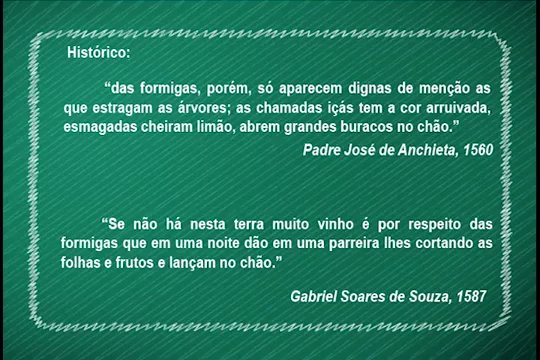 Histórico:
“das formigas, porém, só aparecem dignas de menção as
que estragam as árvores; as chamadas içás tem a cor arruivada,
esmagadas cheiram limão, abrem grandes buracos no chão.”
Padre José de Anchieta, 1560
“Se não há nesta terra muito vinho é por respeito das
formigas que em uma noite dão em uma parreira lhes cortando as
folhas e frutos e lançam no chão.”
Gabriel Soares de Souza, 1587